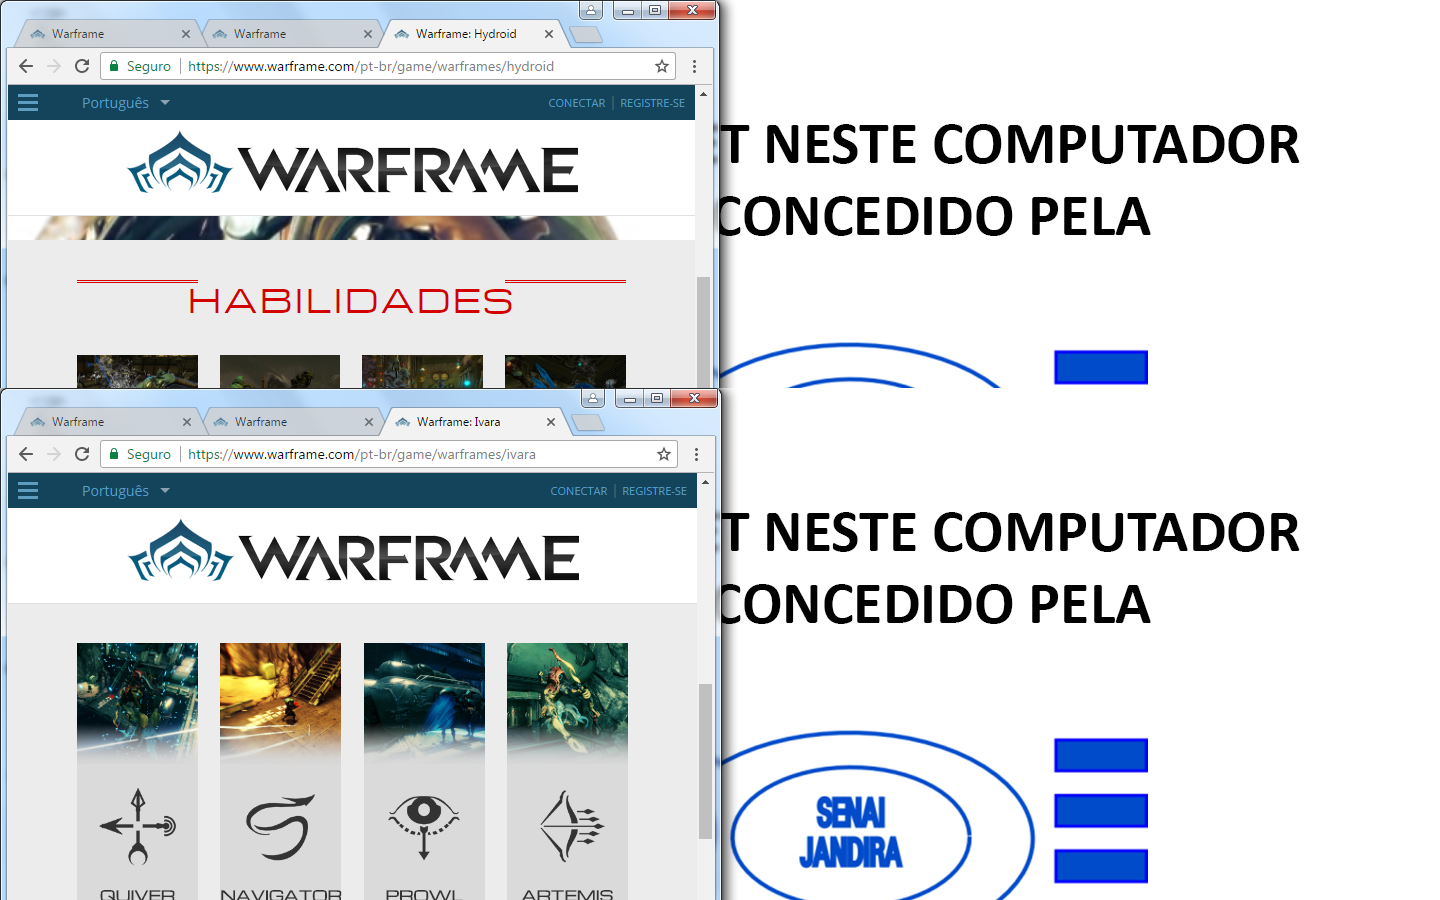 Warframe
Warframe
Warframe: Hydroid
Seguro
https://www.warframe.com/pt-br/game/warframes/hydroid
Português
CONECTAR
REGISTRE-SE
WARFRAME
T NESTE COMPUTADOR
CONCEDIDO PELA
HABILIDADES
Warframe
Warframe
Warframe: Ivara
Seguro
https://www.warframe.com/pt-br/game/warframes/ivara
Português
CONECTAR
REGISTRE-SE
WARFRAME
T NESTE COMPUTADOR
CONCEDIDO PELA
SENAI
JANDIRA
QUIVER
NAVIGATOR
PROWL
ARTEMIS